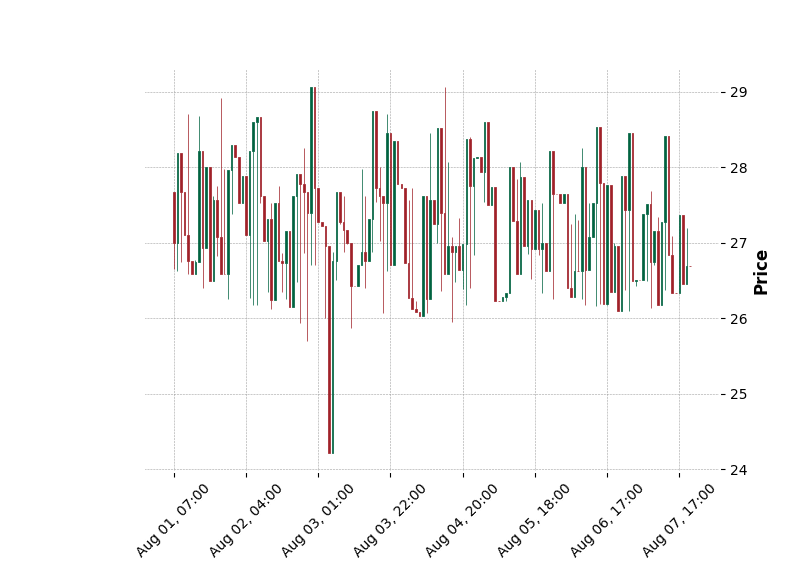 29
28
27
26
25
24
Price
Aug 01, 07:00
Aug 02, 04:00
Aug 03, 01:00
Aug 03, 22:00
Aug 04, 20:00
Aug 05, 18:00
Aug 06, 17:00
Aug 07, 17:00